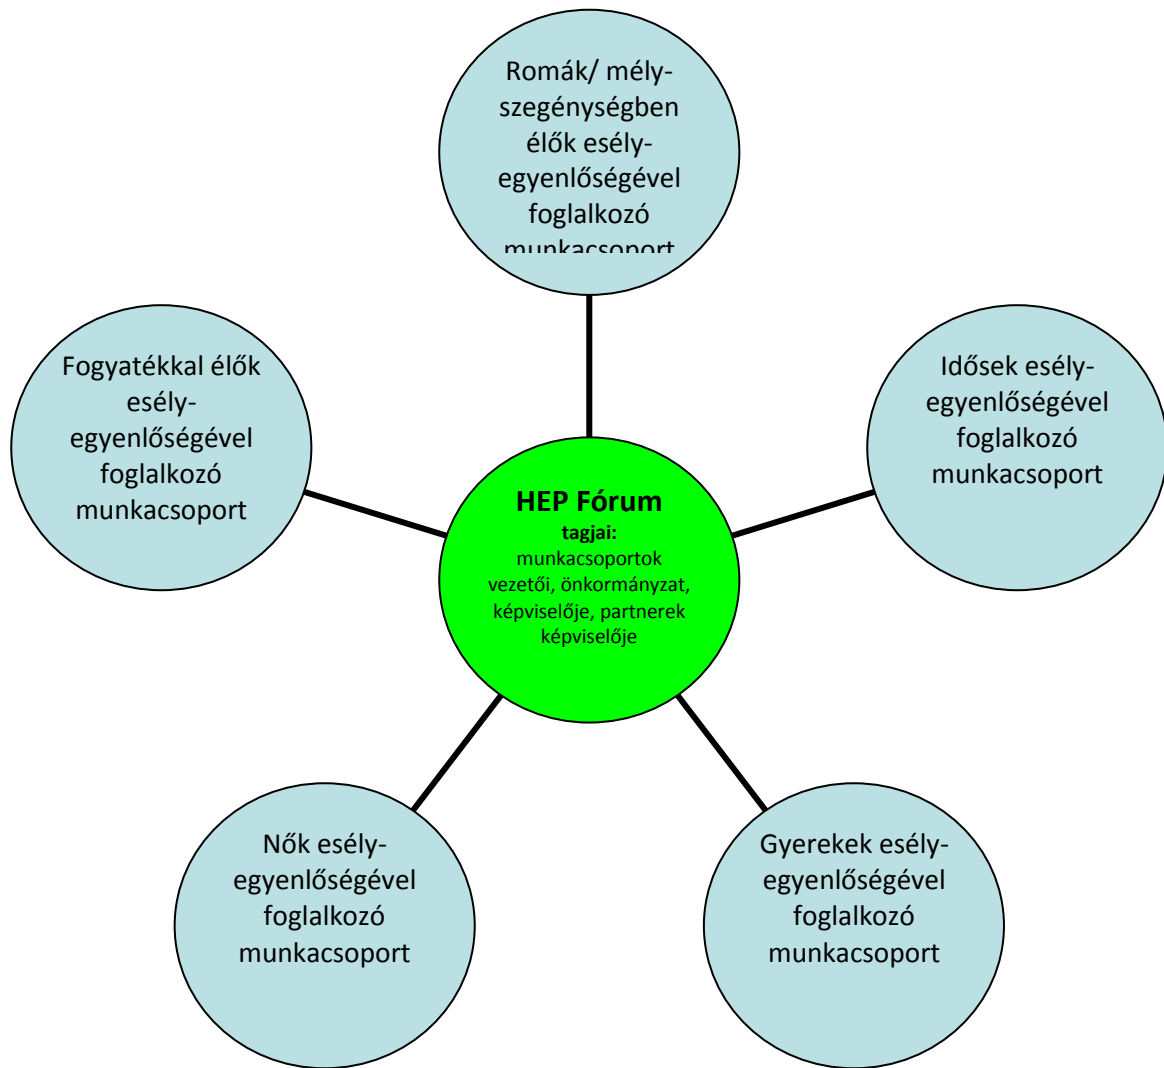 Romák/ mély-
szegénységben
élők esély-
egyenlőségével
foglalkozó
munkacsoport
Fogyatékkal élők
esély-
egyenlőségével
foglalkozó
munkacsoport
Idősek esély-
egyenlőségével
foglalkozó
munkacsoport
HEP Fórum
tagjai:
munkacsoportok
vezetői, önkormányzat,
képviselője, partnerek
képviselője
Nők esély-
egyenlőségével
foglalkozó
munkacsoport
Gyerekek esély-
egyenlőségével
foglalkozó
munkacsoport